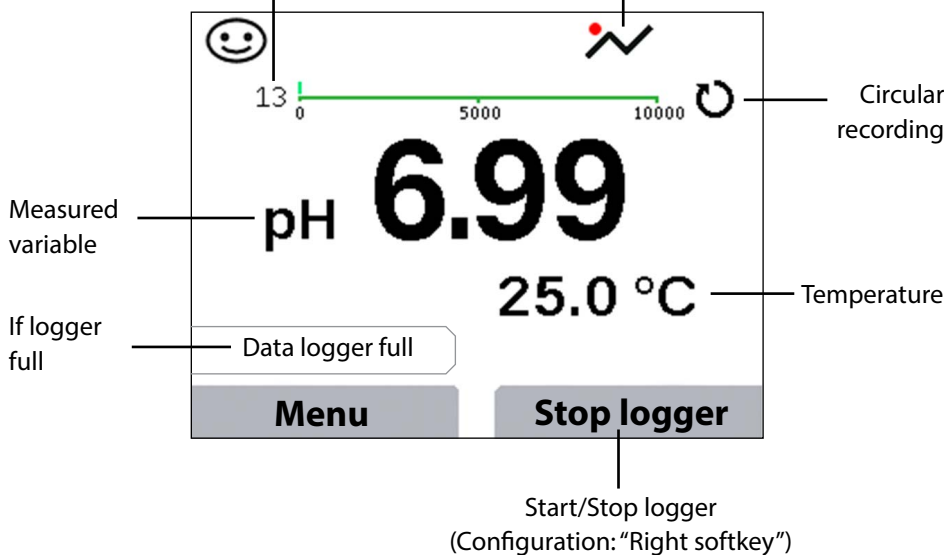 13
0 5000 10000
Circular
recording
Measured
variable
pH 6.99
25.0 °C
Temperature
If logger
full
Data logger full
Menu Stop logger
Start/Stop logger
(Configuration: “Right softkey”)